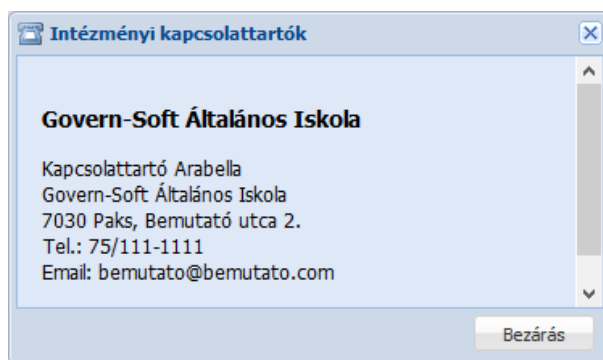 Intézményi kapcsolattartók
Govern-Soft Általános Iskola
Kapcsolattartó Arabella
Govern-Soft Általános Iskola
7030 Paks, Bemutató utca 2.
Tel.: 75/111-1111
Email: bemutato@bemutato.com
Bezárás